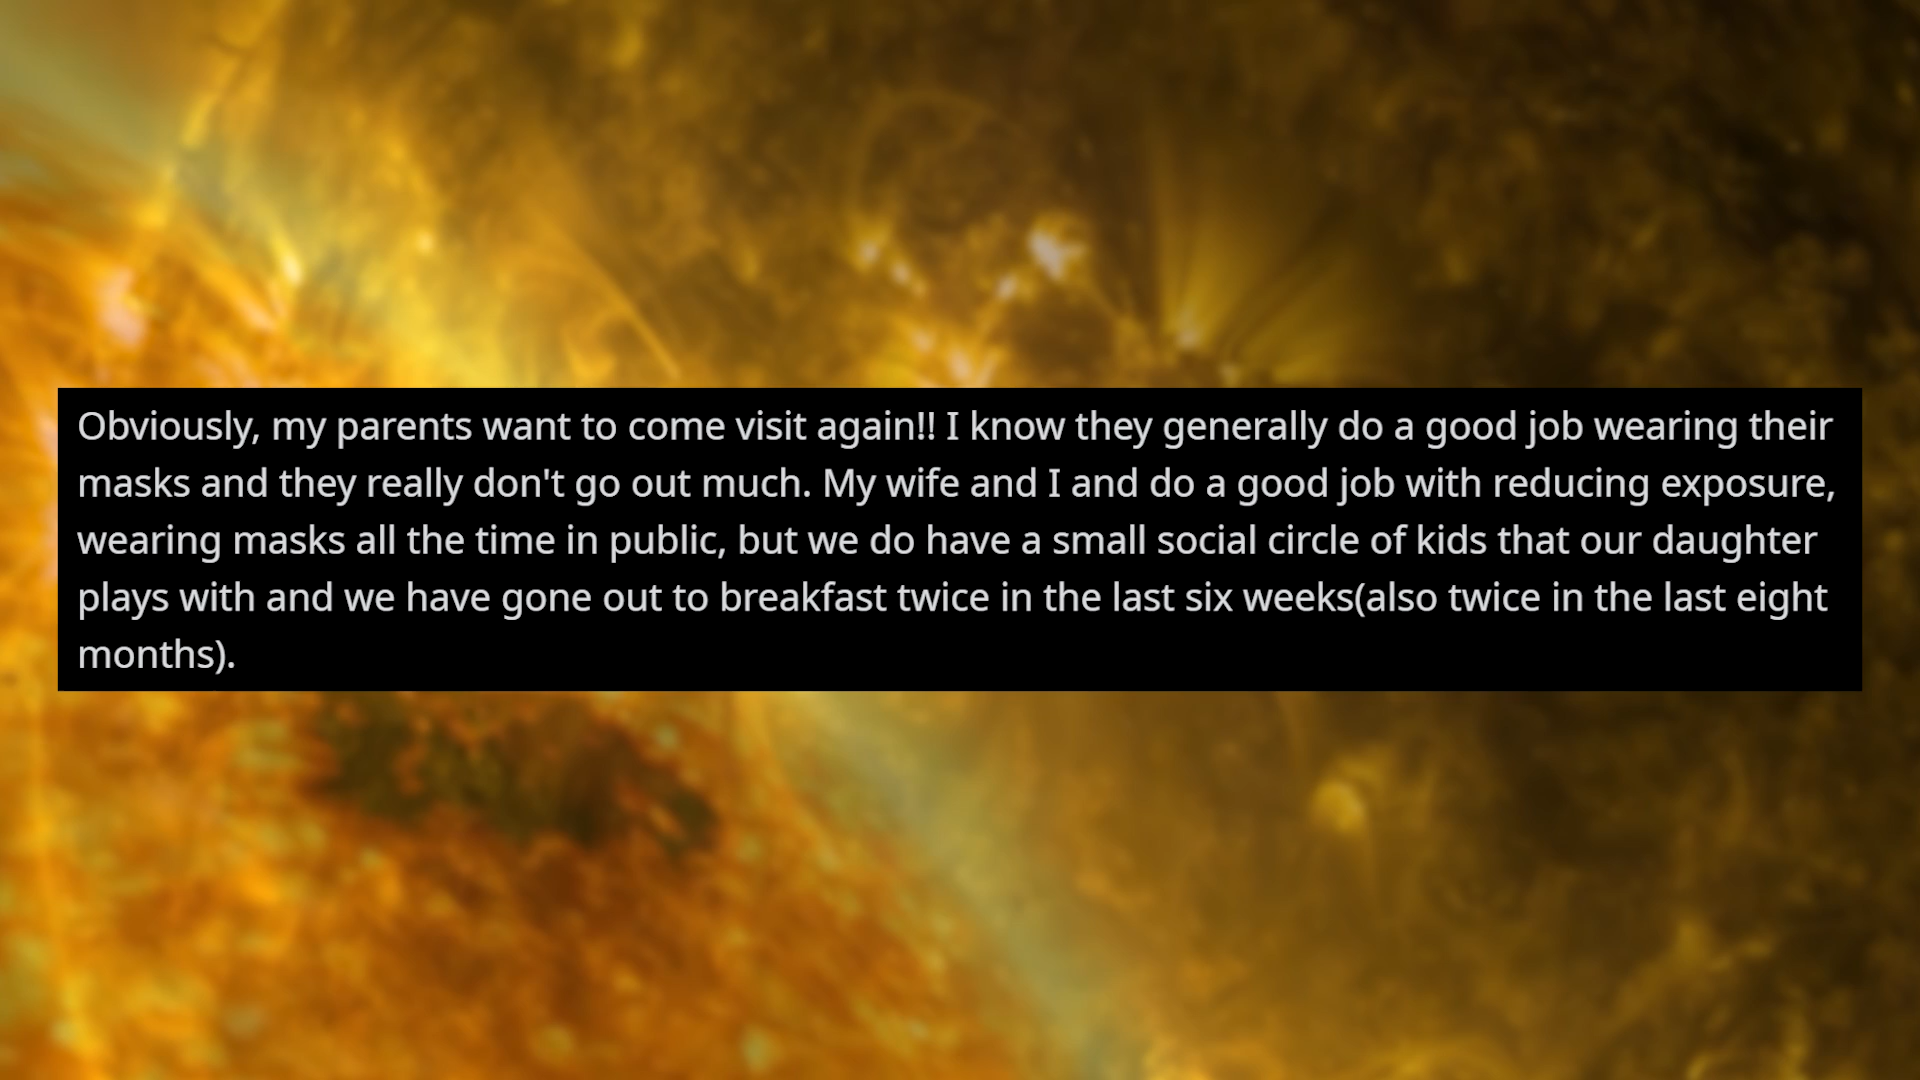 Obviously, my parents want to come visit again!! I know they generally do a good job wearing their
masks and they really don't go out much. My wife and I and do a good job with reducing exposure,
wearing masks all the time in public, but we do have a small social circle of kids that our daughter
plays with and we have gone out to breakfast twice in the last six weeks(also twice in the last eight
months).